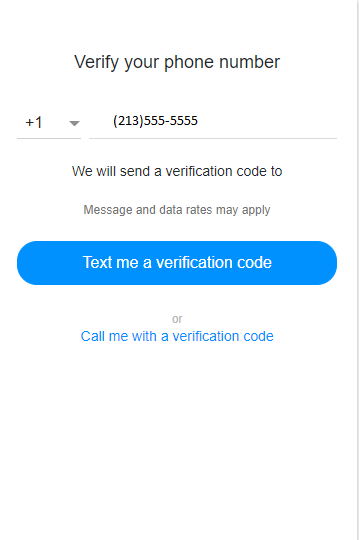 Verify your phone number
+1 (213)555-5555
We will send a verification code to
Message and data rates may apply
Text me a verification code
or
Call me with a verification code